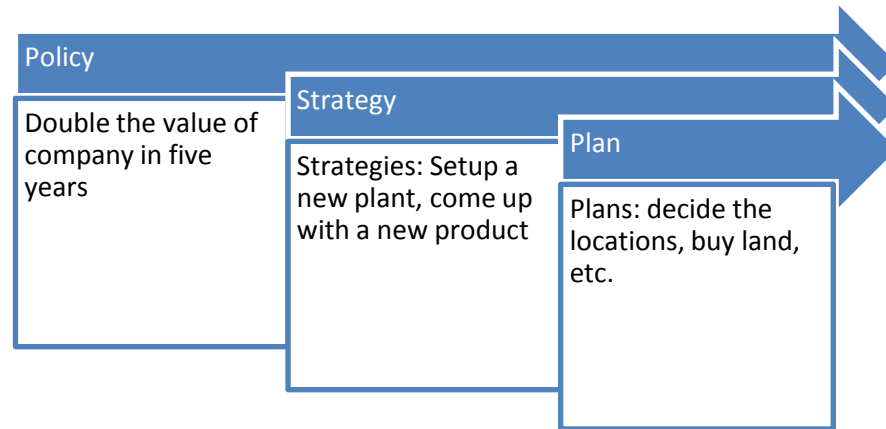 Policy
Double the value of
company in five
years
Strategy
Strategies: Setup a
new plant, come up
with a new product
Plan
Plans: decide the
locations, buy land,
etc.